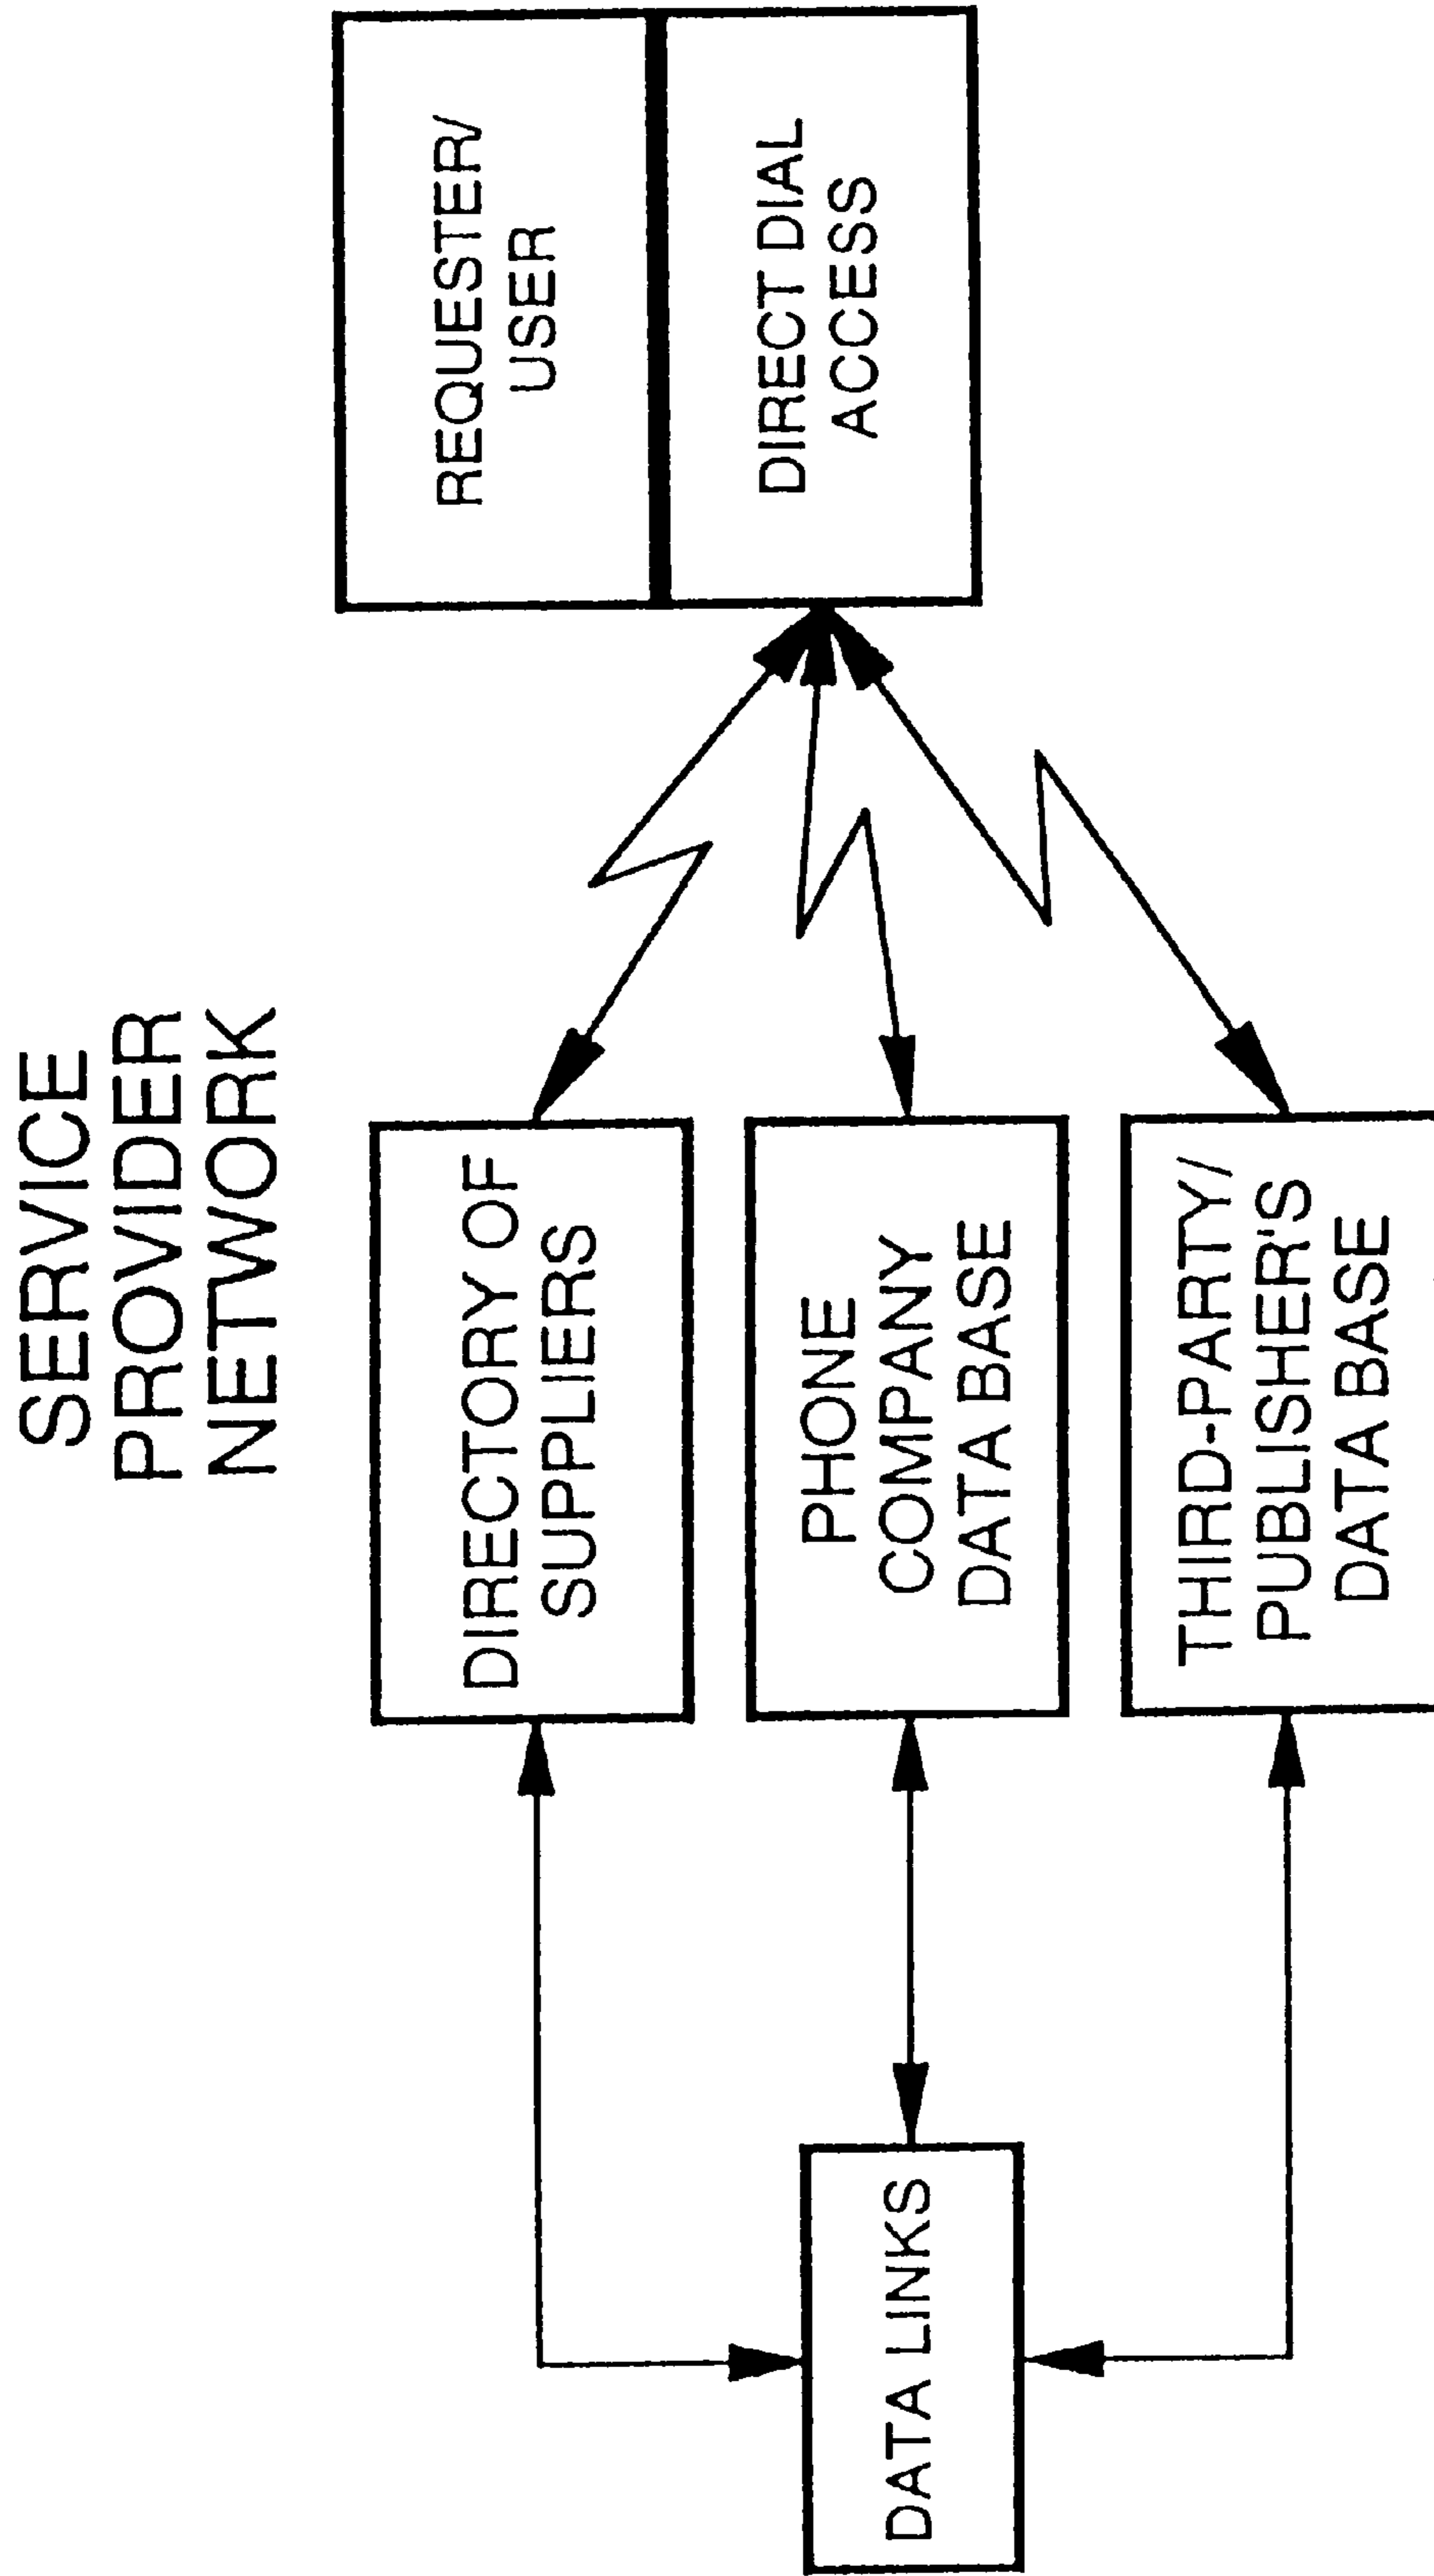 SERVICE
PROVIDER
NETWORK
REQUESTER/
USER
DIRECT DIAL
ACCESS
DIRECTORY OF
SUPPLIERS
PHONE
COMPANY
DATA BASE
THIRD-PARTY/
PUBLISHER'S
DATA BASE
DATA LINKS